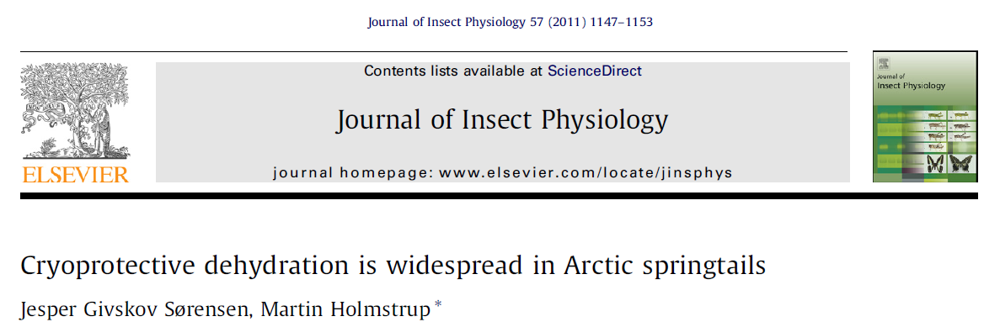 Journal of Insect Physiology 57 (2011) 1147–1153
Contents lists available at ScienceDirect
Journal of Insect Physiology
journal homepage: www.elsevier.com/locate/jinsphys
ELSEVIER
Journal of
Insect Physiology
Cryoprotective dehydration is widespread in Arctic springtails
Jesper Givskov Sørensen, Martin Holmstrup *